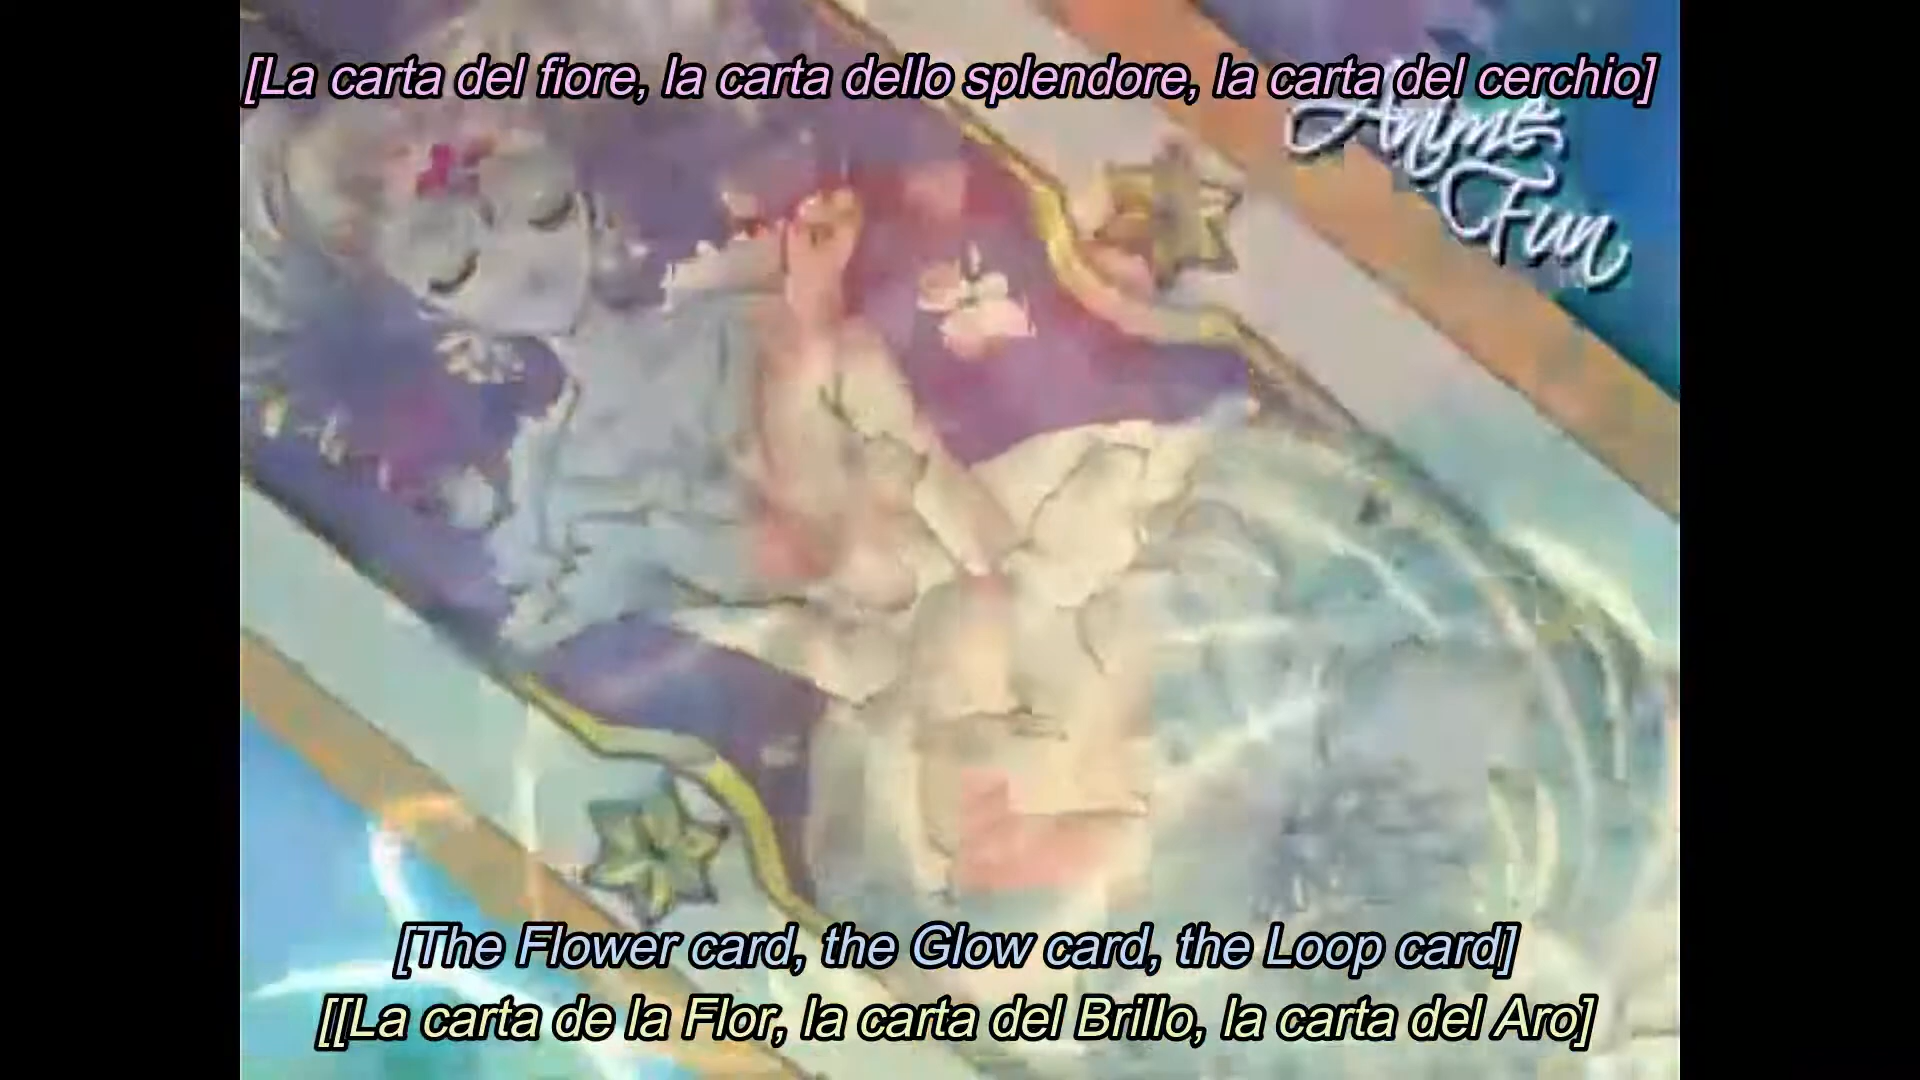 [La carta del fiore, la carta dello splendore, la carta del cerchio]
Anime
Fun
[The Flower card, the Glow card, the Loop card]
[[La carta de la Flor, la carta del Brillo, la carta del Aro]